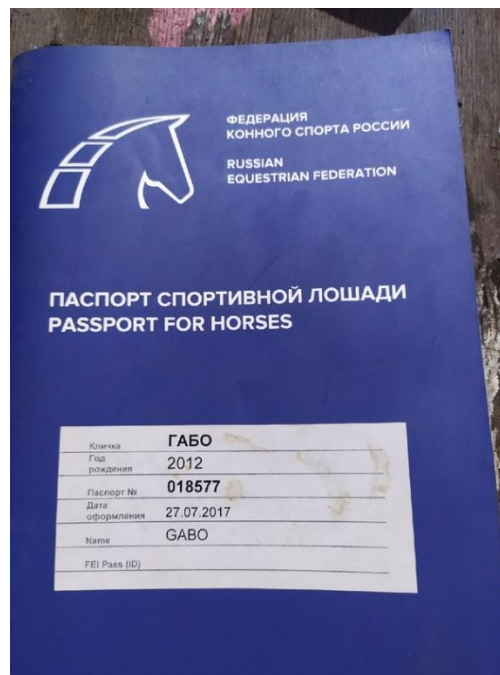 ФЕДЕРАЦИЯ
КОННОГО СПОРТА РОССИИ
RUSSIAN
EQUESTRIAN FEDERATION
ПАСПОРТ СПОРТИВНОЙ ЛОШАДИ
PASSPORT FOR HORSES
Кличка ГАБО
Год
рождения 2012
Паспорт № 018577
Дата
оформления 27.07.2017
Name GABO
FEI Pass (ID)